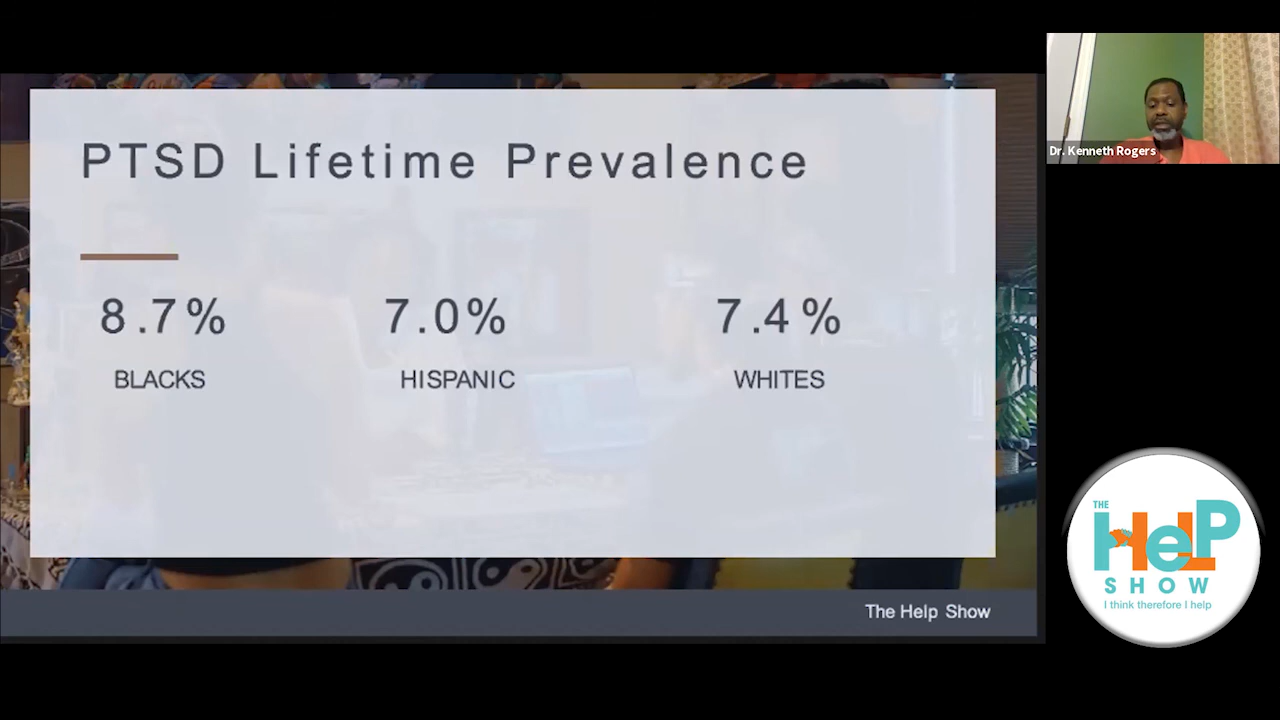 PTSD Lifetime Prevalence
8.7%
7.0%
7.4%
BLACKS
HISPANIC
WHITES
The Help Show
Dr. Kenneth Rogers
THE
HeLP
SHOW
I think therefore I help